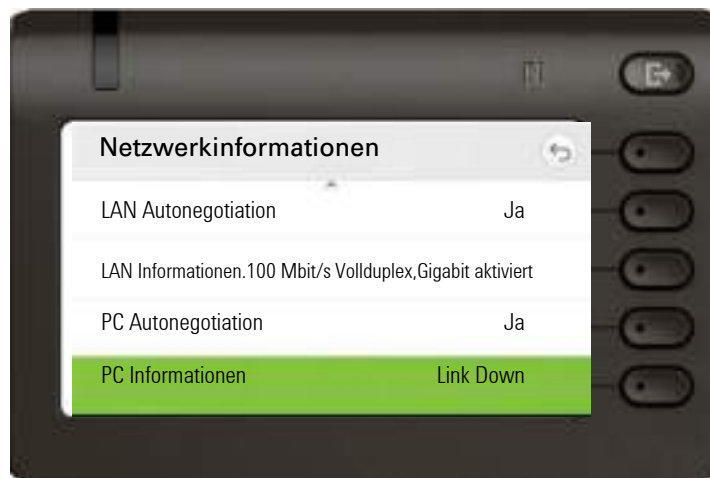 Netzwerkinformationen
LAN Autonegotiation Ja
LAN Informationen.100 Mbit/s Vollduplex,Gigabit aktiviert
PC Autonegotiation Ja
PC Informationen Link Down